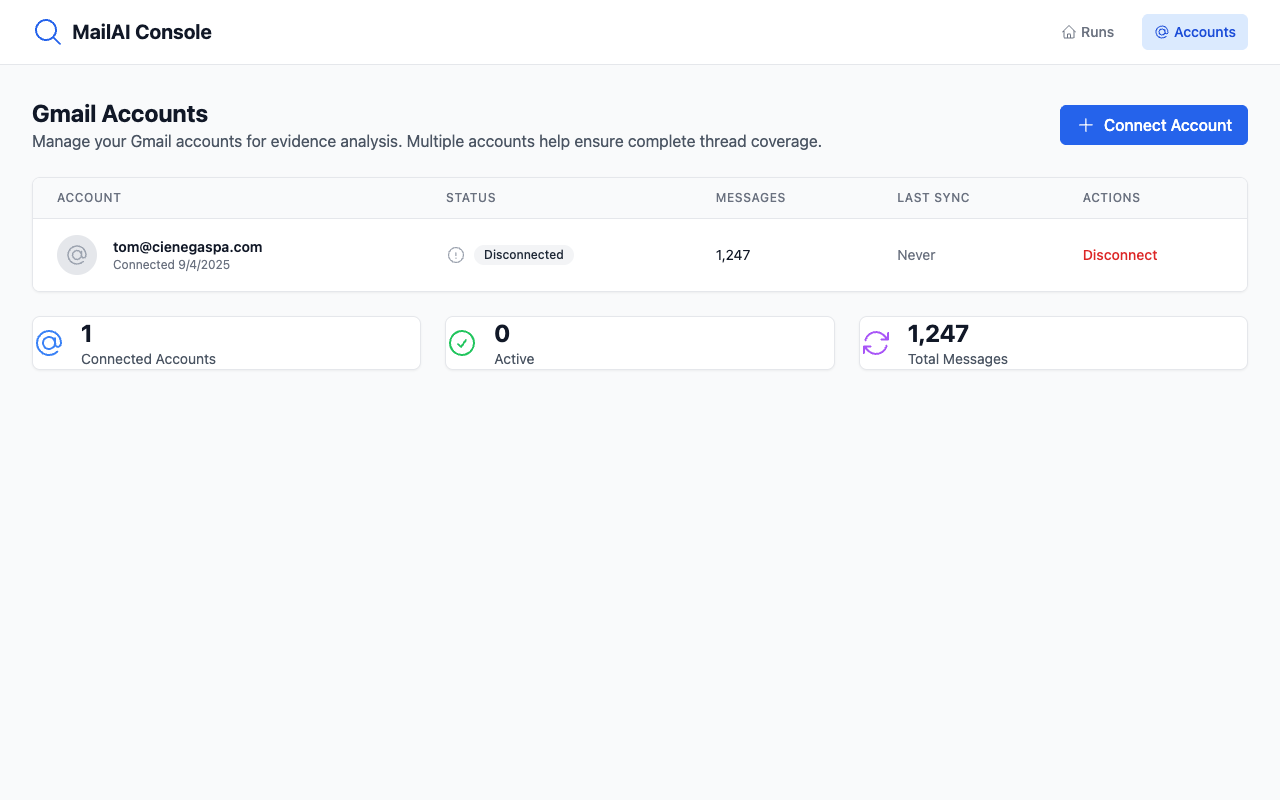 MailAI Console
Runs
Accounts
Gmail Accounts
Manage your Gmail accounts for evidence analysis. Multiple accounts help ensure complete thread coverage.
Connect Account
ACCOUNT STATUS MESSAGES LAST SYNC ACTIONS
tom@cienegaspa.com
Connected 9/4/2025
Disconnected
1,247
Never
Disconnect
1
Connected Accounts
0
Active
1,247
Total Messages